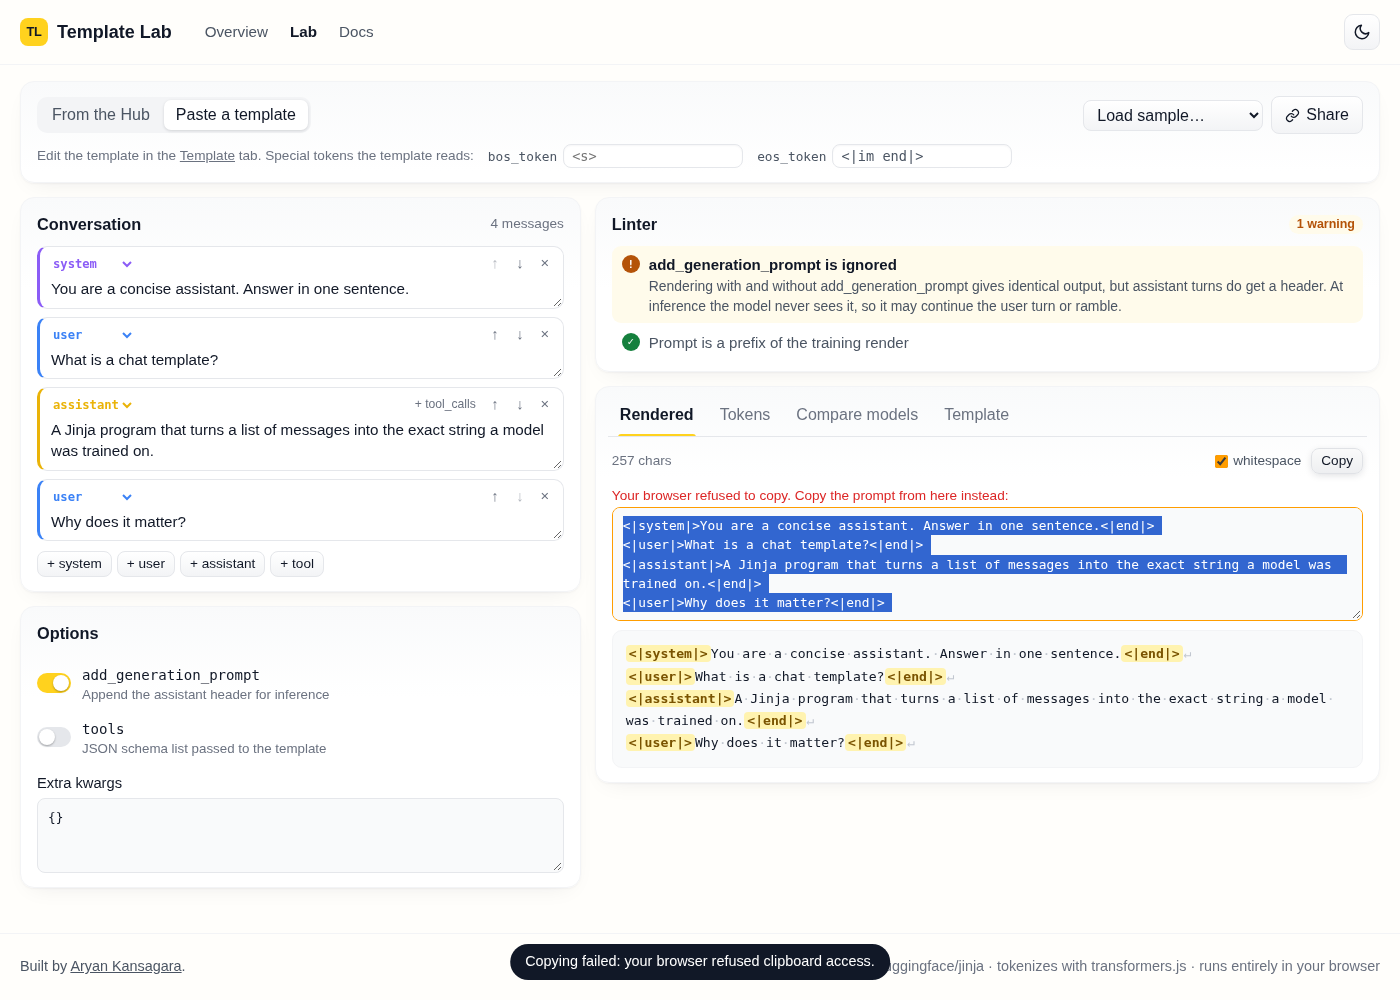 TL Template Lab Overview Lab Docs
From the Hub Paste a template Load sample… Share
Edit the template in the Template tab. Special tokens the template reads: bos_token <s> eos_token <|im_end|>
Conversation 4 messages
system ↑ ↓ ×
You are a concise assistant. Answer in one sentence.
user ↑ ↓ ×
What is a chat template?
assistant + tool_calls ↑ ↓ ×
A Jinja program that turns a list of messages into the exact string a model
was trained on.
user ↑ ↓ ×
Why does it matter?
+ system + user + assistant + tool
Options
add_generation_prompt
Append the assistant header for inference
tools
JSON schema list passed to the template
Extra kwargs
{}
Linter 1 warning
! add_generation_prompt is ignored
Rendering with and without add_generation_prompt gives identical output, but assistant turns do get a header. At
inference the model never sees it, so it may continue the user turn or ramble.
✓ Prompt is a prefix of the training render
Rendered Tokens Compare models Template
257 chars whitespace Copy
Your browser refused to copy. Copy the prompt from here instead:
<|system|>You are a concise assistant. Answer in one sentence.<|end|>
<|user|>What is a chat template?<|end|>
<|assistant|>A Jinja program that turns a list of messages into the exact string a model was
trained on.<|end|>
<|user|>Why does it matter?<|end|>
<|system|>You·are·a·concise·assistant.·Answer·in·one·sentence.<|end|>↵
<|user|>What·is·a·chat·template?<|end|>↵
<|assistant|>A·Jinja·program·that·turns·a·list·of·messages·into·the·exact·string·a·model·
was·trained·on.<|end|>↵
<|user|>Why·does·it·matter?<|end|>↵
Built by Aryan Kansagara. Copying failed: your browser refused clipboard access. ggingface/jinja · tokenizes with transformers.js · runs entirely in your browser